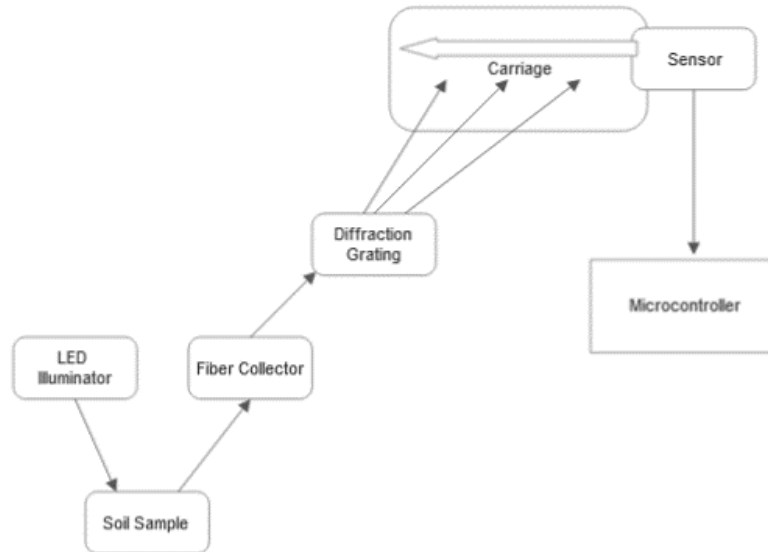 Sensor
Carriage
Diffraction
Grating
Microcontroller
LED
Illuminator
Fiber Collector
Soil Sample